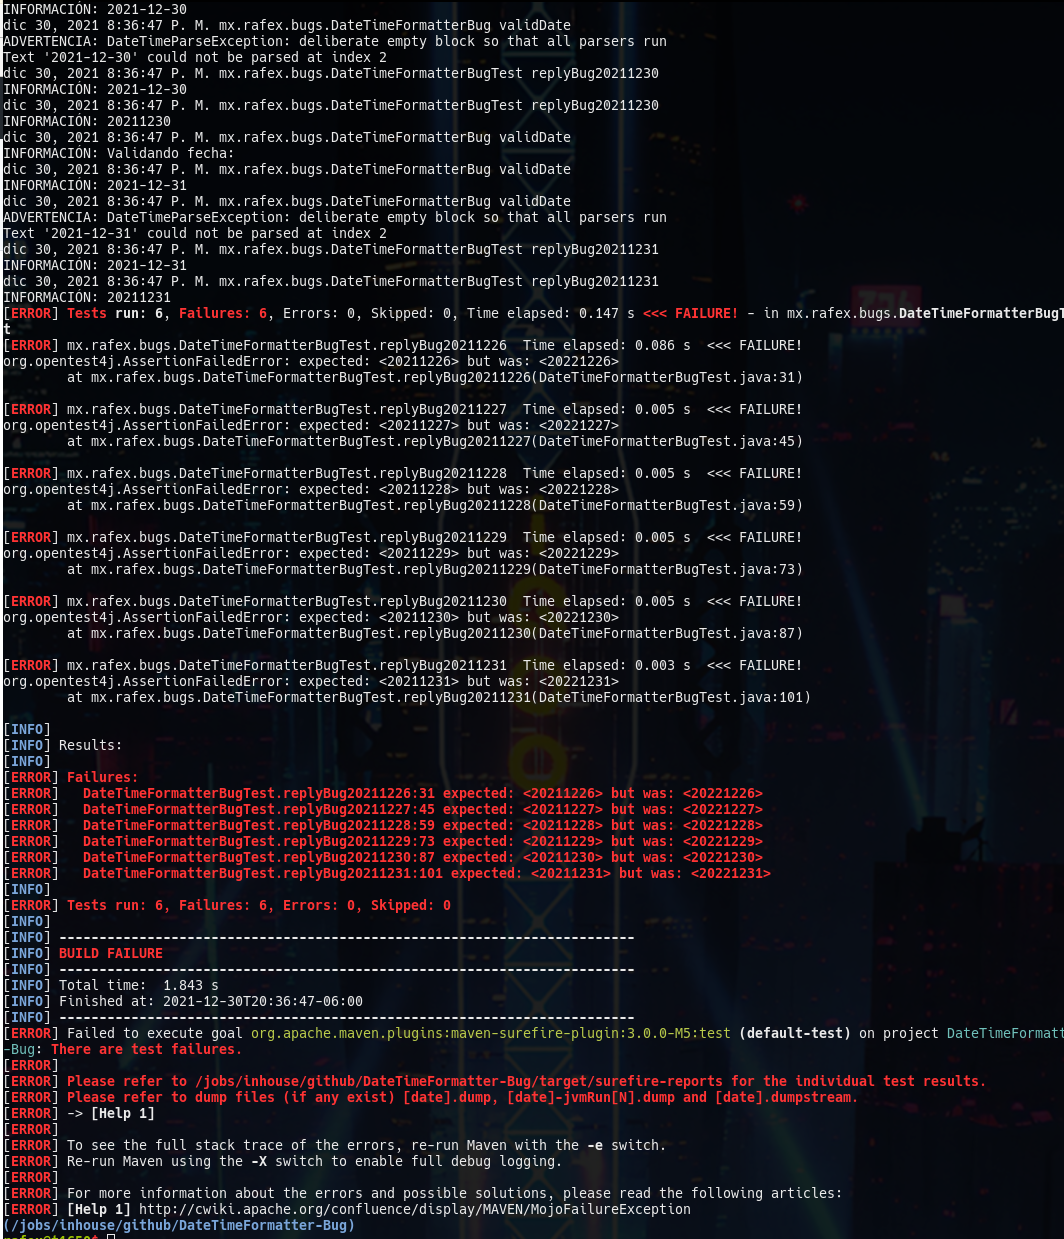 INFORMACIÓN: 2021-12-30
dic 30, 2021 8:36:47 P. M. mx.rafex.bugs.DateTimeFormatterBug validDate
ADVERTENCIA: DateTimeParseException: deliberate empty block so that all parsers run
Text '2021-12-30' could not be parsed at index 2
dic 30, 2021 8:36:47 P. M. mx.rafex.bugs.DateTimeFormatterBugTest replyBug20211230
INFORMACIÓN: 2021-12-30
dic 30, 2021 8:36:47 P. M. mx.rafex.bugs.DateTimeFormatterBugTest replyBug20211230
INFORMACIÓN: 20211230
dic 30, 2021 8:36:47 P. M. mx.rafex.bugs.DateTimeFormatterBug validDate
INFORMACIÓN: Validando fecha:
dic 30, 2021 8:36:47 P. M. mx.rafex.bugs.DateTimeFormatterBug validDate
INFORMACIÓN: 2021-12-31
dic 30, 2021 8:36:47 P. M. mx.rafex.bugs.DateTimeFormatterBug validDate
ADVERTENCIA: DateTimeParseException: deliberate empty block so that all parsers run
Text '2021-12-31' could not be parsed at index 2
dic 30, 2021 8:36:47 P. M. mx.rafex.bugs.DateTimeFormatterBugTest replyBug20211231
INFORMACIÓN: 2021-12-31
dic 30, 2021 8:36:47 P. M. mx.rafex.bugs.DateTimeFormatterBugTest replyBug20211231
INFORMACIÓN: 20211231
[ERROR] Tests run: 6, Failures: 6, Errors: 0, Skipped: 0, Time elapsed: 0.147 s <<< FAILURE! - in mx.rafex.bugs.DateTimeFormatterBugT
t
[ERROR] mx.rafex.bugs.DateTimeFormatterBugTest.replyBug20211226  Time elapsed: 0.086 s  <<< FAILURE!
org.opentest4j.AssertionFailedError: expected: <20211226> but was: <20221226>
        at mx.rafex.bugs.DateTimeFormatterBugTest.replyBug20211226(DateTimeFormatterBugTest.java:31)
[ERROR] mx.rafex.bugs.DateTimeFormatterBugTest.replyBug20211227  Time elapsed: 0.005 s  <<< FAILURE!
org.opentest4j.AssertionFailedError: expected: <20211227> but was: <20221227>
        at mx.rafex.bugs.DateTimeFormatterBugTest.replyBug20211227(DateTimeFormatterBugTest.java:45)
[ERROR] mx.rafex.bugs.DateTimeFormatterBugTest.replyBug20211228  Time elapsed: 0.005 s  <<< FAILURE!
org.opentest4j.AssertionFailedError: expected: <20211228> but was: <20221228>
        at mx.rafex.bugs.DateTimeFormatterBugTest.replyBug20211228(DateTimeFormatterBugTest.java:59)
[ERROR] mx.rafex.bugs.DateTimeFormatterBugTest.replyBug20211229  Time elapsed: 0.005 s  <<< FAILURE!
org.opentest4j.AssertionFailedError: expected: <20211229> but was: <20221229>
        at mx.rafex.bugs.DateTimeFormatterBugTest.replyBug20211229(DateTimeFormatterBugTest.java:73)
[ERROR] mx.rafex.bugs.DateTimeFormatterBugTest.replyBug20211230  Time elapsed: 0.005 s  <<< FAILURE!
org.opentest4j.AssertionFailedError: expected: <20211230> but was: <20221230>
        at mx.rafex.bugs.DateTimeFormatterBugTest.replyBug20211230(DateTimeFormatterBugTest.java:87)
[ERROR] mx.rafex.bugs.DateTimeFormatterBugTest.replyBug20211231  Time elapsed: 0.003 s  <<< FAILURE!
org.opentest4j.AssertionFailedError: expected: <20211231> but was: <20221231>
        at mx.rafex.bugs.DateTimeFormatterBugTest.replyBug20211231(DateTimeFormatterBugTest.java:101)
[INFO]
[INFO] Results:
[INFO]
[ERROR] Failures:
[ERROR]   DateTimeFormatterBugTest.replyBug20211226:31 expected: <20211226> but was: <20221226>
[ERROR]   DateTimeFormatterBugTest.replyBug20211227:45 expected: <20211227> but was: <20221227>
[ERROR]   DateTimeFormatterBugTest.replyBug20211228:59 expected: <20211228> but was: <20221228>
[ERROR]   DateTimeFormatterBugTest.replyBug20211229:73 expected: <20211229> but was: <20221229>
[ERROR]   DateTimeFormatterBugTest.replyBug20211230:87 expected: <20211230> but was: <20221230>
[ERROR]   DateTimeFormatterBugTest.replyBug20211231:101 expected: <20211231> but was: <20221231>
[INFO]
[ERROR] Tests run: 6, Failures: 6, Errors: 0, Skipped: 0
[INFO]
[INFO] ------------------------------------------------------------------------
[INFO] BUILD FAILURE
[INFO] ------------------------------------------------------------------------
[INFO] Total time:  1.843 s
[INFO] Finished at: 2021-12-30T20:36:47-06:00
[INFO] ------------------------------------------------------------------------
[ERROR] Failed to execute goal org.apache.maven.plugins:maven-surefire-plugin:3.0.0-M5:test (default-test) on project DateTimeFormatt
-Bug: There are test failures.
[ERROR]
[ERROR] Please refer to /jobs/inhouse/github/DateTimeFormatter-Bug/target/surefire-reports for the individual test results.
[ERROR] Please refer to dump files (if any exist) [date].dump, [date]-jvmRun[N].dump and [date].dumpstream.
[ERROR] -> [Help 1]
[ERROR]
[ERROR] To see the full stack trace of the errors, re-run Maven with the -e switch.
[ERROR] Re-run Maven using the -X switch to enable full debug logging.
[ERROR]
[ERROR] For more information about the errors and possible solutions, please read the following articles:
[ERROR] [Help 1] http://cwiki.apache.org/confluence/display/MAVEN/MojoFailureException
(/jobs/inhouse/github/DateTimeFormatter-Bug)